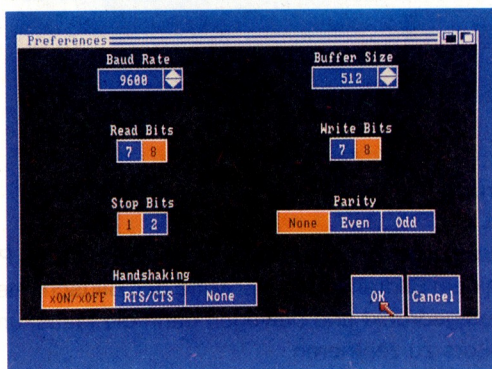 Preferences
Baud Rate
9600
Buffer Size
512
Read Bits
7 8
Write Bits
7 8
Stop Bits
1 2
Parity
None Even Odd
Handshaking
xON/xOFF RTS/CTS None
OK Cancel